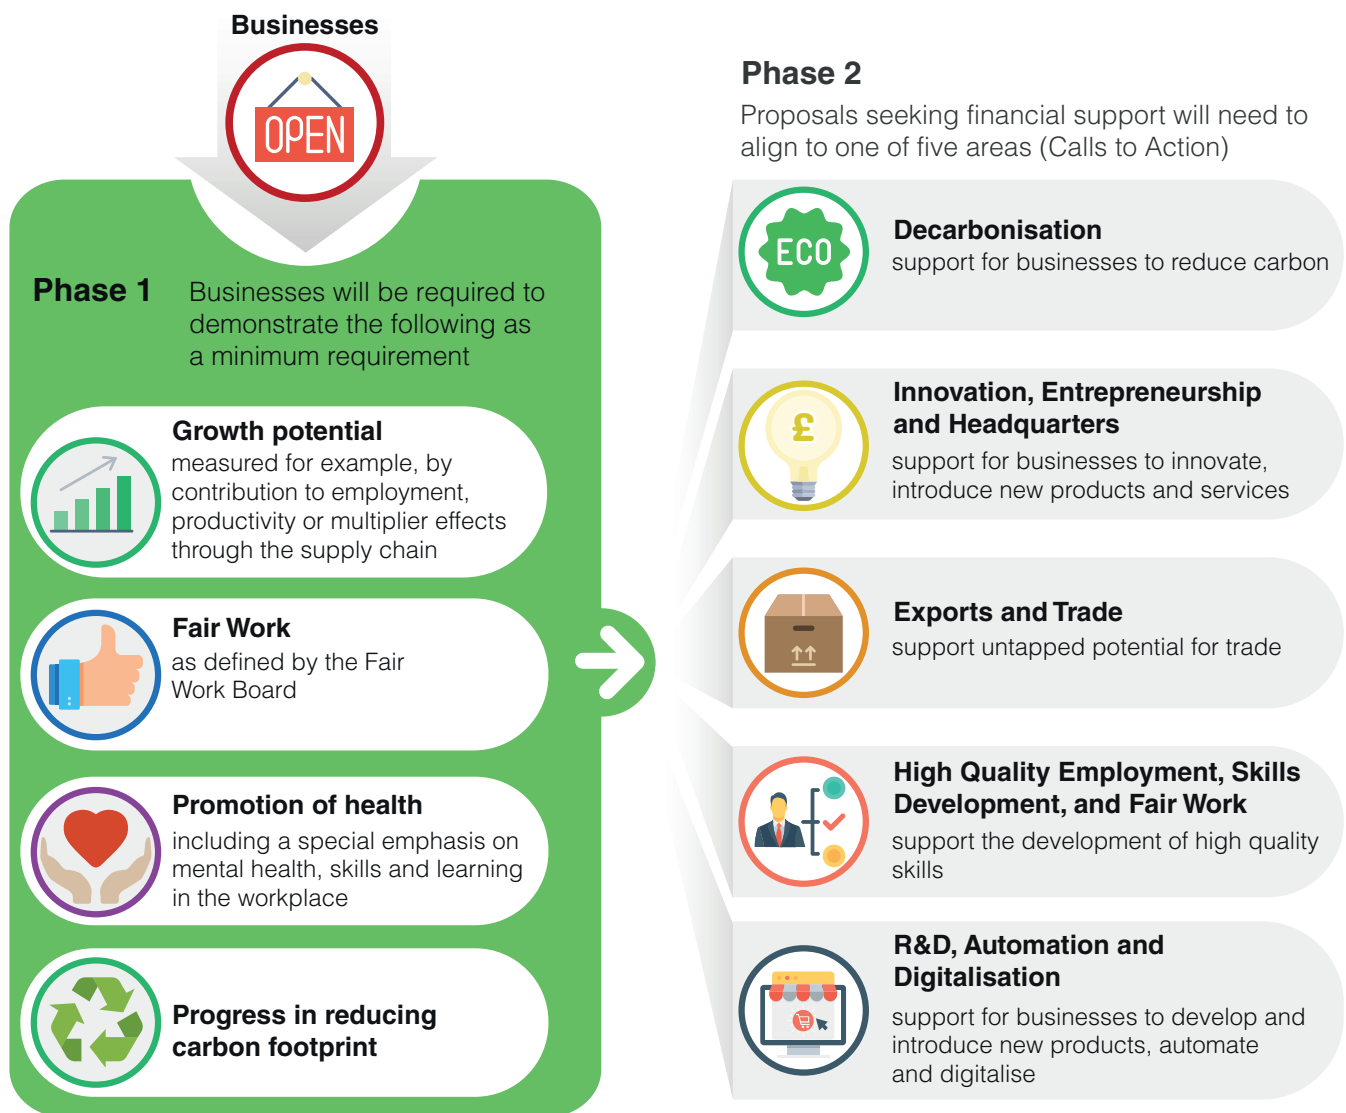 Businesses
OPEN
Phase 1
Businesses will be required to
demonstrate the following as
a minimum requirement
Growth potential
measured for example, by
contribution to employment,
productivity or multiplier effects
through the supply chain
Fair Work
as defined by the Fair
Work Board
Promotion of health
including a special emphasis on
mental health, skills and learning
in the workplace
Progress in reducing
carbon footprint
Phase 2
Proposals seeking financial support will need to
align to one of five areas (Calls to Action)
ECO
Decarbonisation
support for businesses to reduce carbon
£
Innovation, Entrepreneurship
and Headquarters
support for businesses to innovate,
introduce new products and services
Exports and Trade
support untapped potential for trade
High Quality Employment, Skills
Development, and Fair Work
support the development of high quality
skills
R&D, Automation and
Digitalisation
support for businesses to develop and
introduce new products, automate
and digitalise